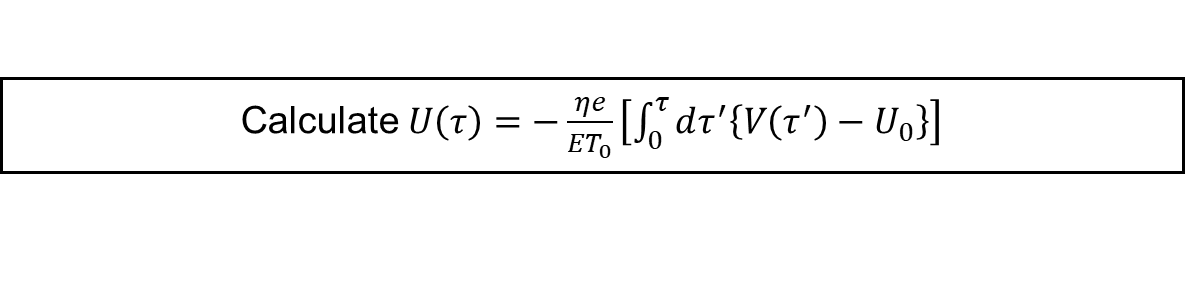 Calculate U(τ) = − ηe/ET₀ [∫₀^τ dτ′{V(τ′) − U₀}]